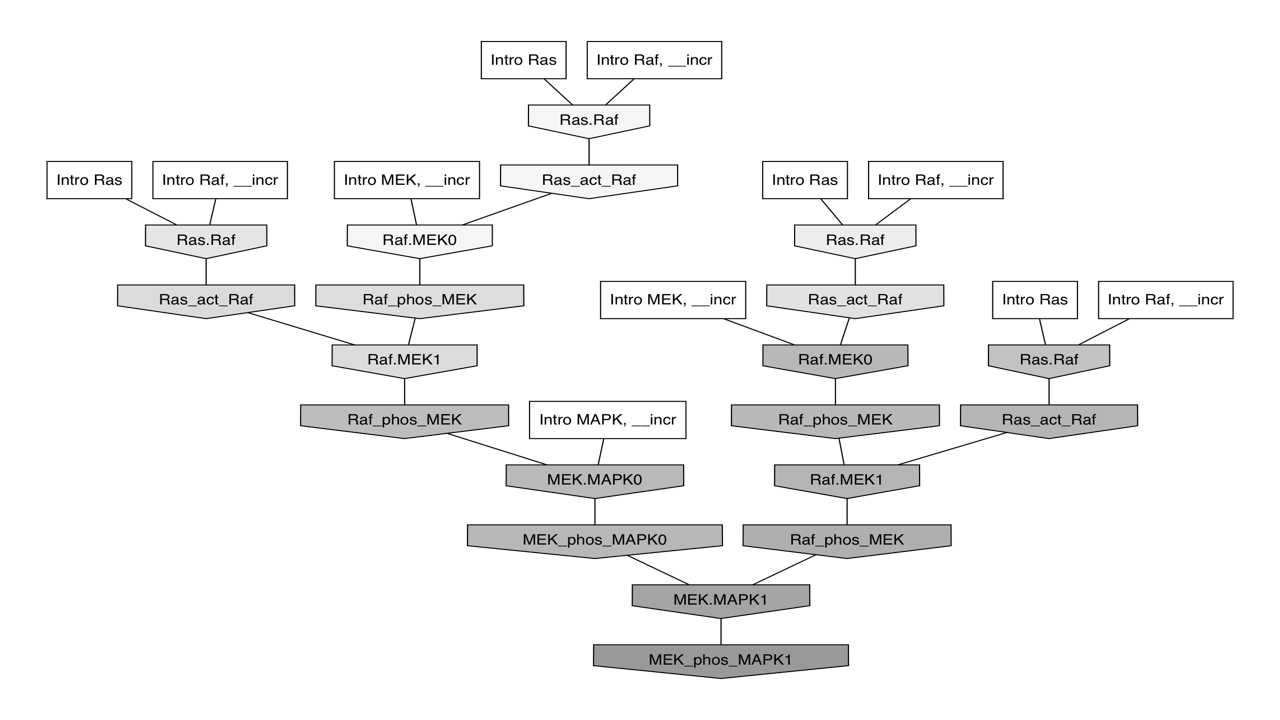 Intro Ras
Intro Raf, __incr
Ras.Raf
Intro Ras
Intro Raf, __incr
Intro MEK, __incr
Ras_act_Raf
Intro Ras
Intro Raf, __incr
Ras.Raf
Raf.MEK0
Ras.Raf
Ras_act_Raf
Raf_phos_MEK
Intro MEK, __incr
Ras_act_Raf
Intro Ras
Intro Raf, __incr
Raf.MEK1
Raf.MEK0
Ras.Raf
Raf_phos_MEK
Intro MAPK, __incr
Raf_phos_MEK
Ras_act_Raf
MEK.MAPK0
Raf.MEK1
MEK_phos_MAPK0
Raf_phos_MEK
MEK.MAPK1
MEK_phos_MAPK1